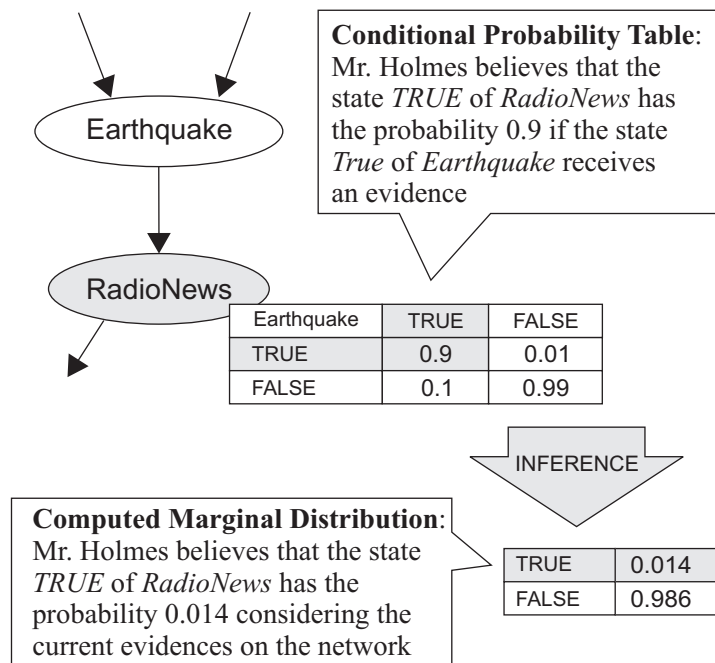 Conditional Probability Table:
Mr. Holmes believes that the
state TRUE of RadioNews has
the probability 0.9 if the state
True of Earthquake receives
an evidence
Earthquake
RadioNews
Earthquake TRUE FALSE
TRUE 0.9 0.01
FALSE 0.1 0.99
INFERENCE
Computed Marginal Distribution:
Mr. Holmes believes that the state
TRUE of RadioNews has the
probability 0.014 considering the
current evidences on the network
TRUE 0.014
FALSE 0.986